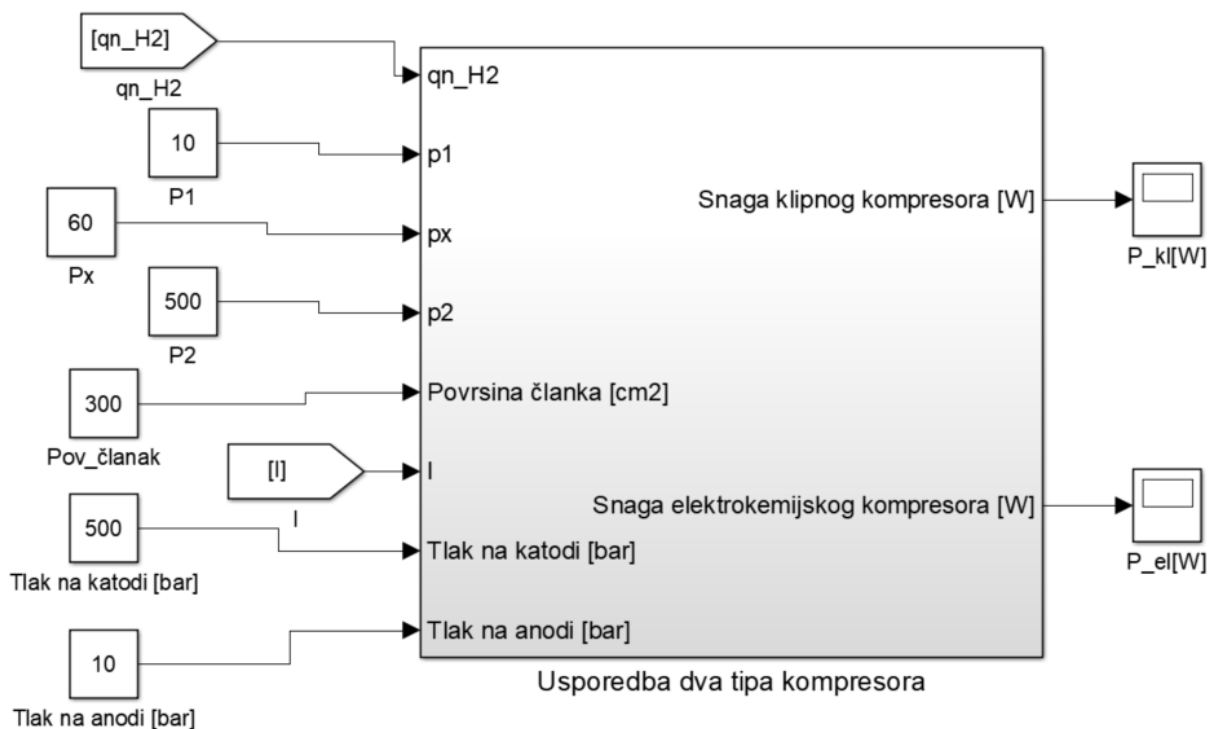 [qn_H2]
qn_H2
10
P1
60
Px
500
P2
300
Pov_članak
[I]
I
500
Tlak na katodi [bar]
10
Tlak na anodi [bar]
qn_H2
p1
px
p2
Povrsina članka [cm2]
I
Tlak na katodi [bar]
Tlak na anodi [bar]
Snaga klipnog kompresora [W]
Snaga elektrokemijskog kompresora [W]
P_kl[W]
P_el[W]
Usporedba dva tipa kompresora